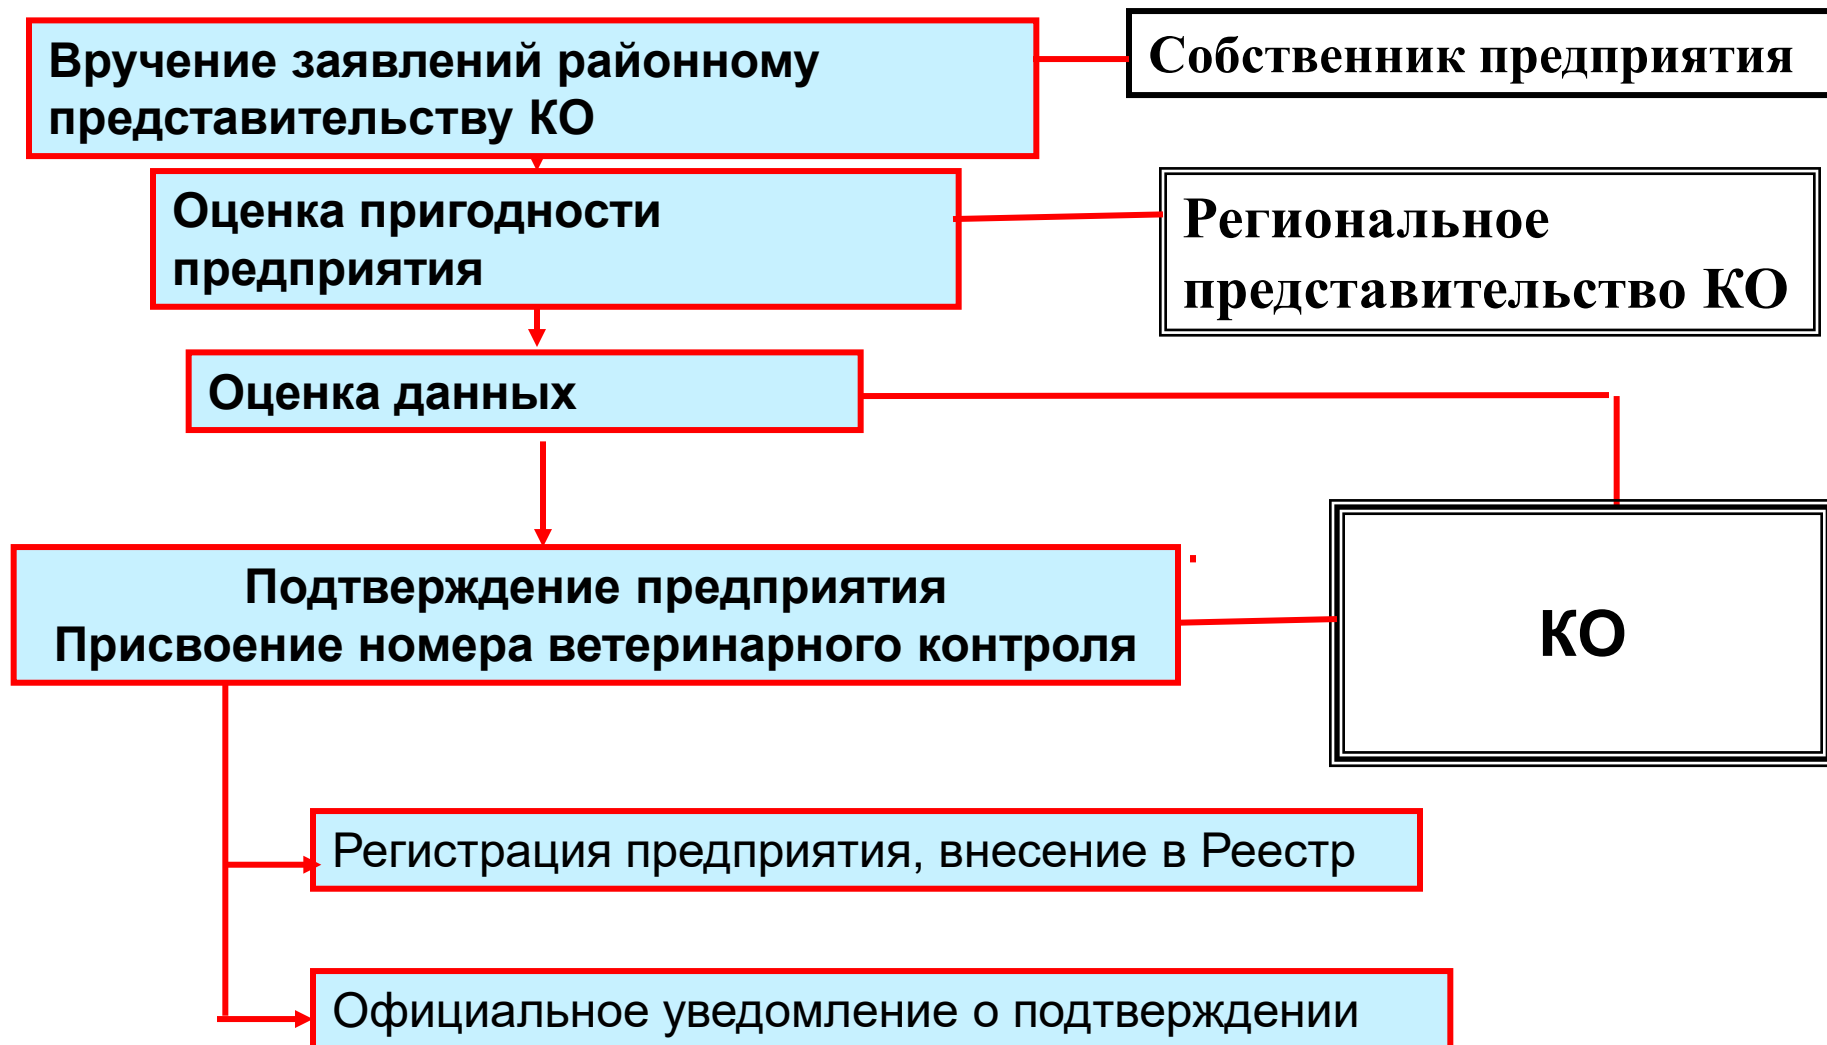 Вручение заявлений районному
представительству КО
Собственник предприятия
Оценка пригодности
предприятия
Региональное
представительство КО
Оценка данных
Подтверждение предприятия
Присвоение номера ветеринарного контроля
КО
Регистрация предприятия, внесение в Реестр
Официальное уведомление о подтверждении